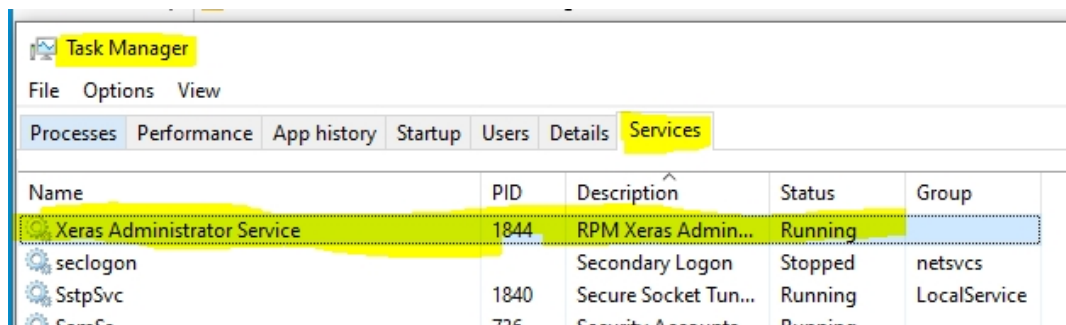 Task Manager
File Options View
Processes Performance App history Startup Users Details Services
Name PID Description Status Group
Xeras Administrator Service 1844 RPM Xeras Admin... Running
seclogon Secondary Logon Stopped netsvcs
SstpSvc 1840 Secure Socket Tun... Running LocalService